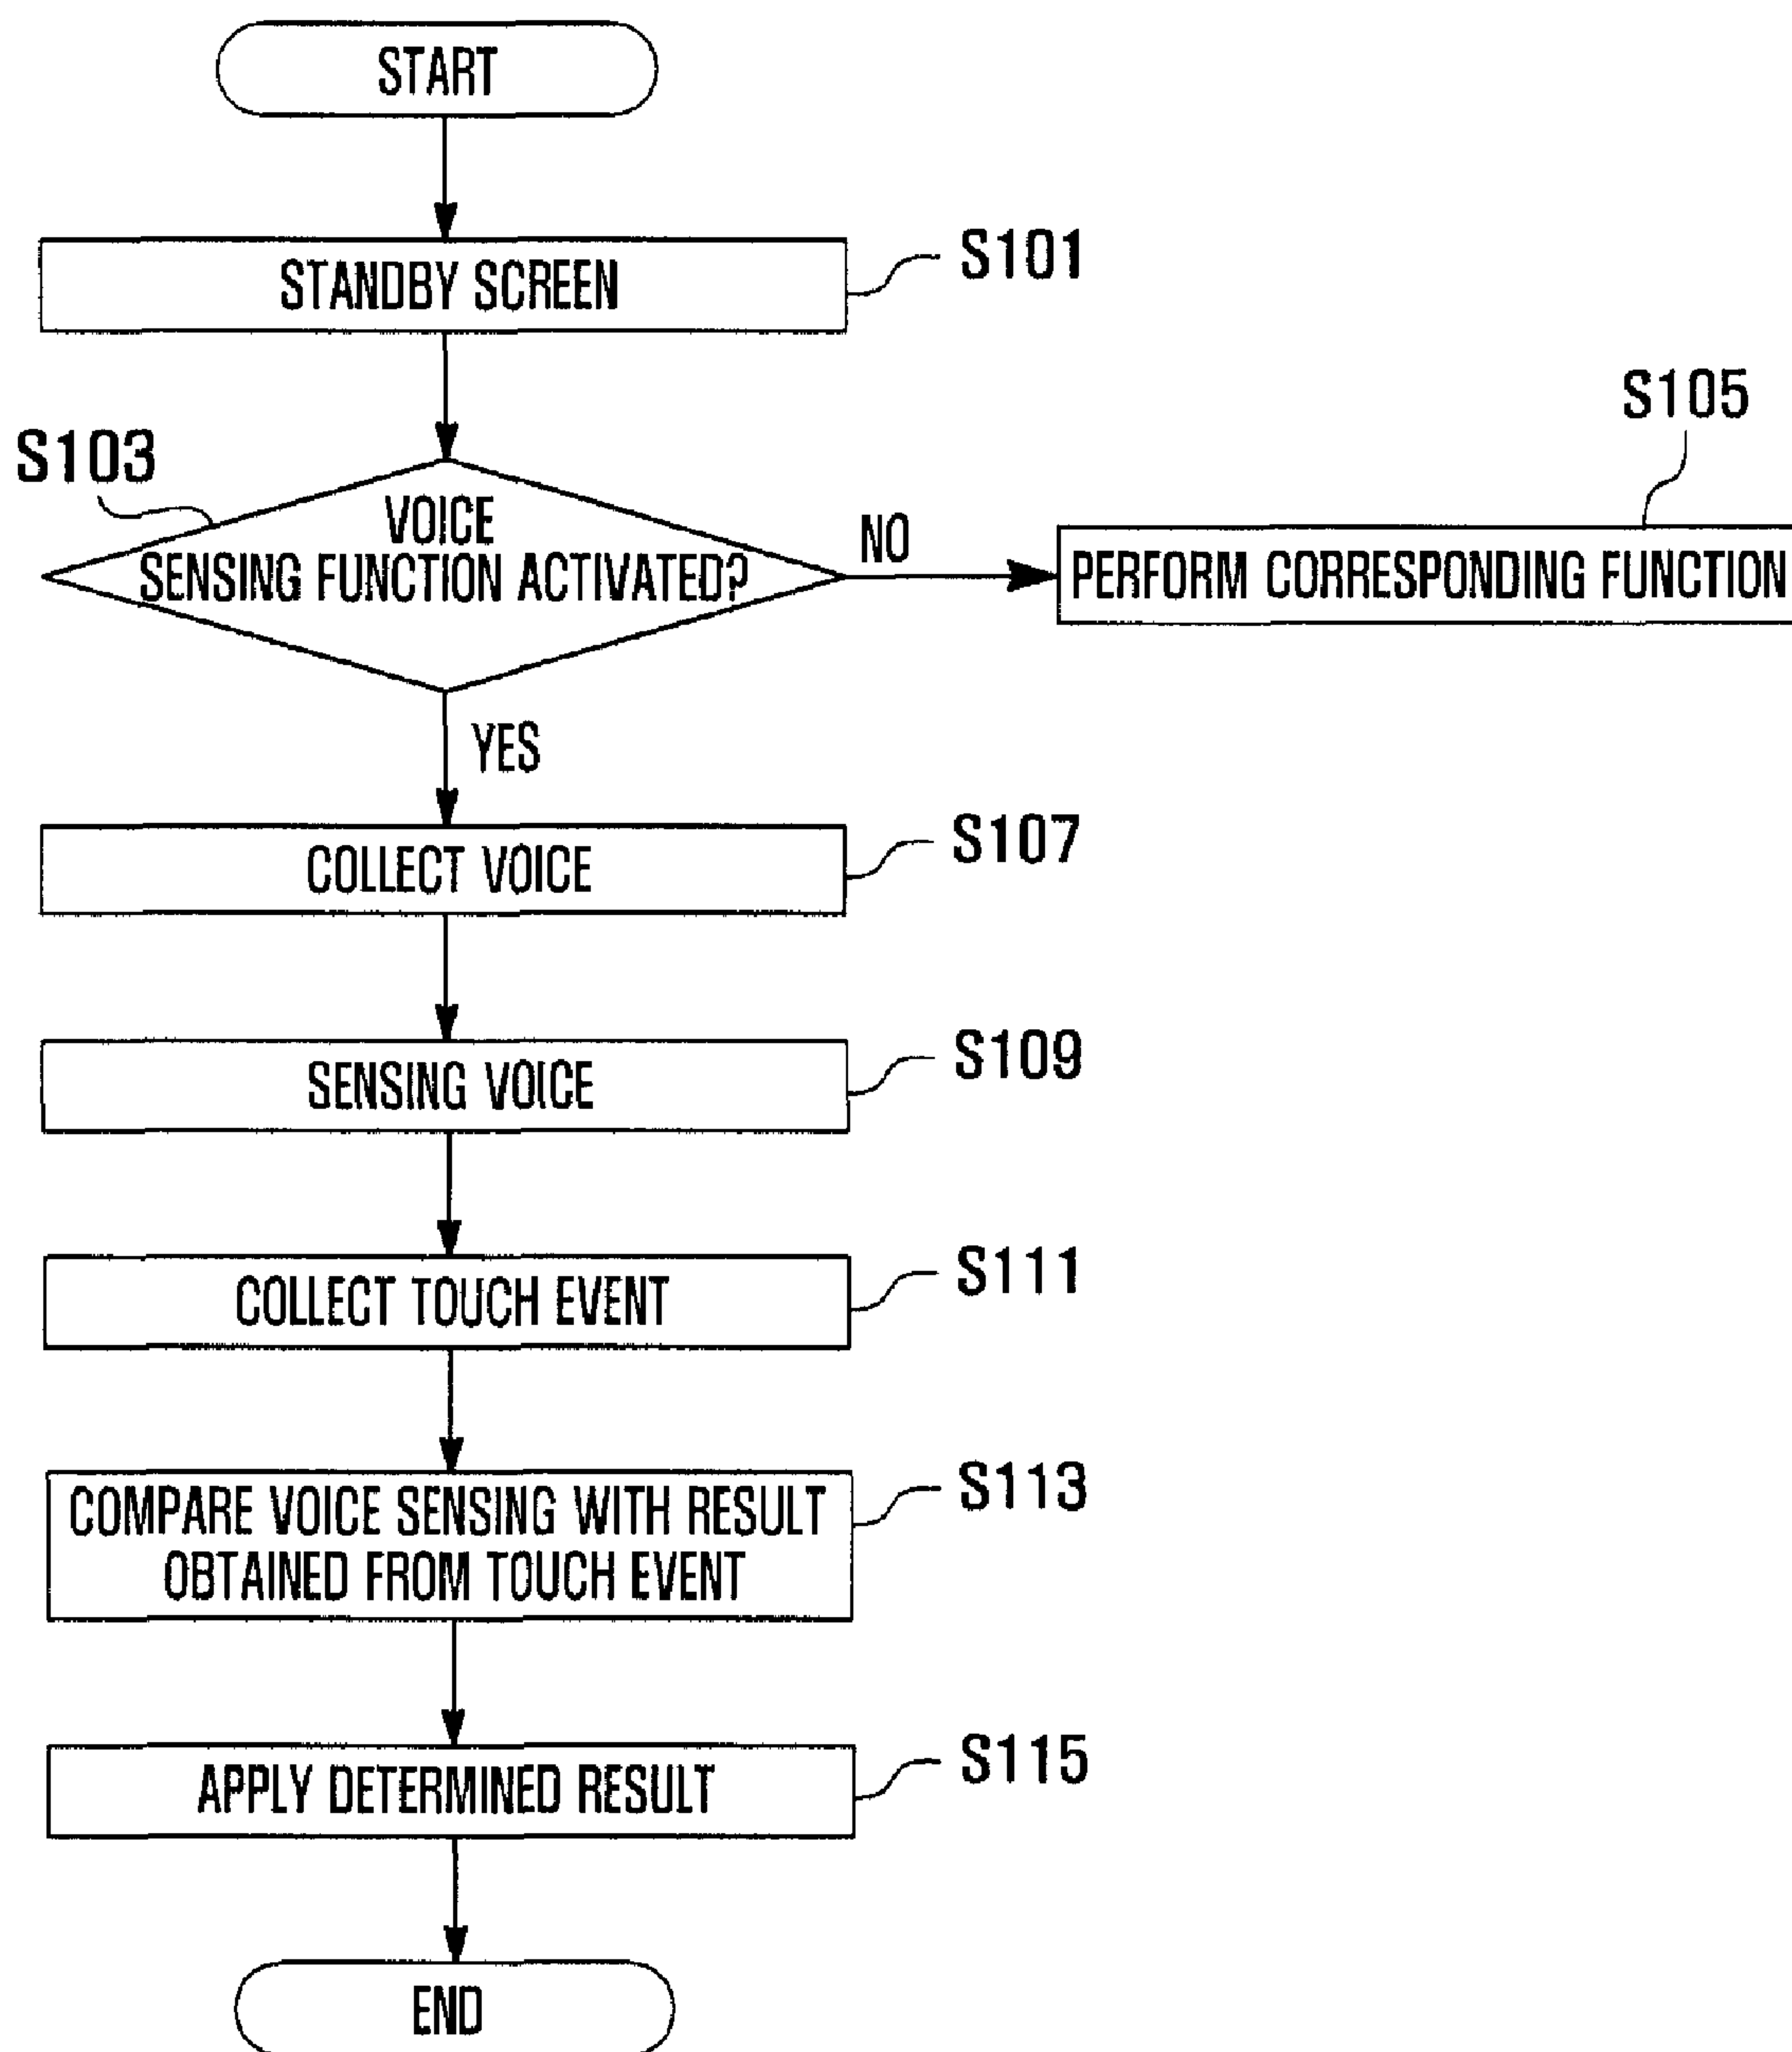 START
STANDBY SCREEN
S101
S103
VOICE
SENSING FUNCTION ACTIVATED?
NO
S105
PERFORM CORRESPONDING FUNCTION
YES
COLLECT VOICE
S107
SENSING VOICE
S109
COLLECT TOUCH EVENT
S111
COMPARE VOICE SENSING WITH RESULT
OBTAINED FROM TOUCH EVENT
S113
APPLY DETERMINED RESULT
S115
END